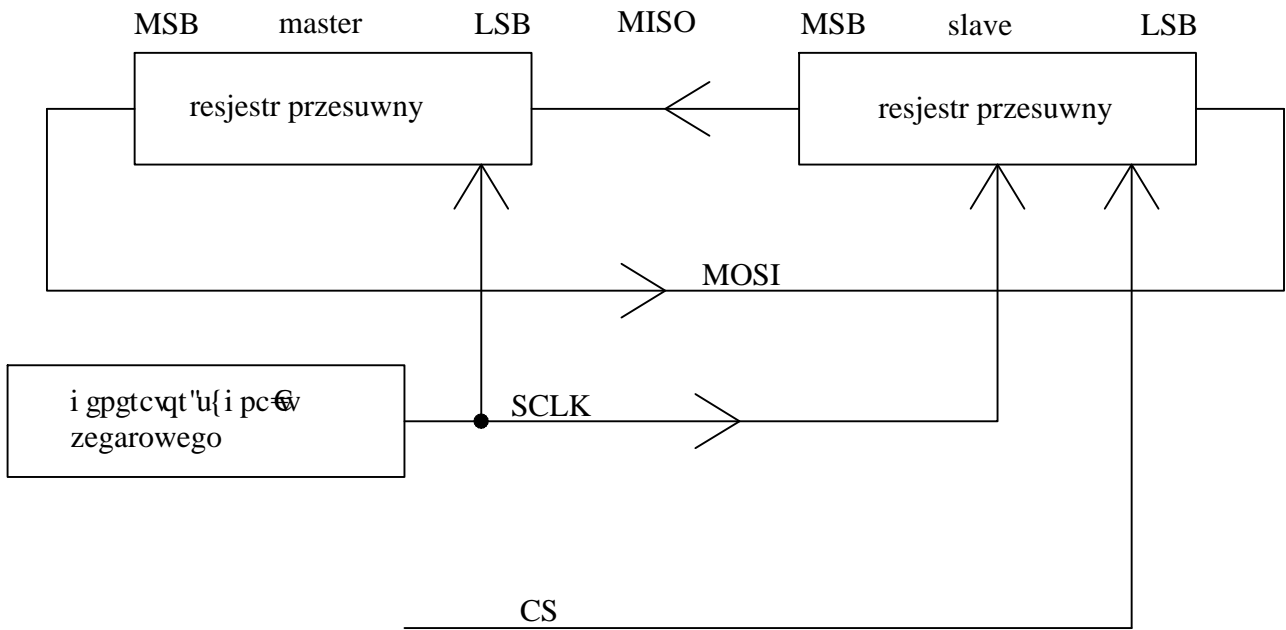 MSB master LSB MISO MSB slave LSB
resjestr przesuwny resjestr przesuwny
MOSI
SCLK
zegarowego
CS